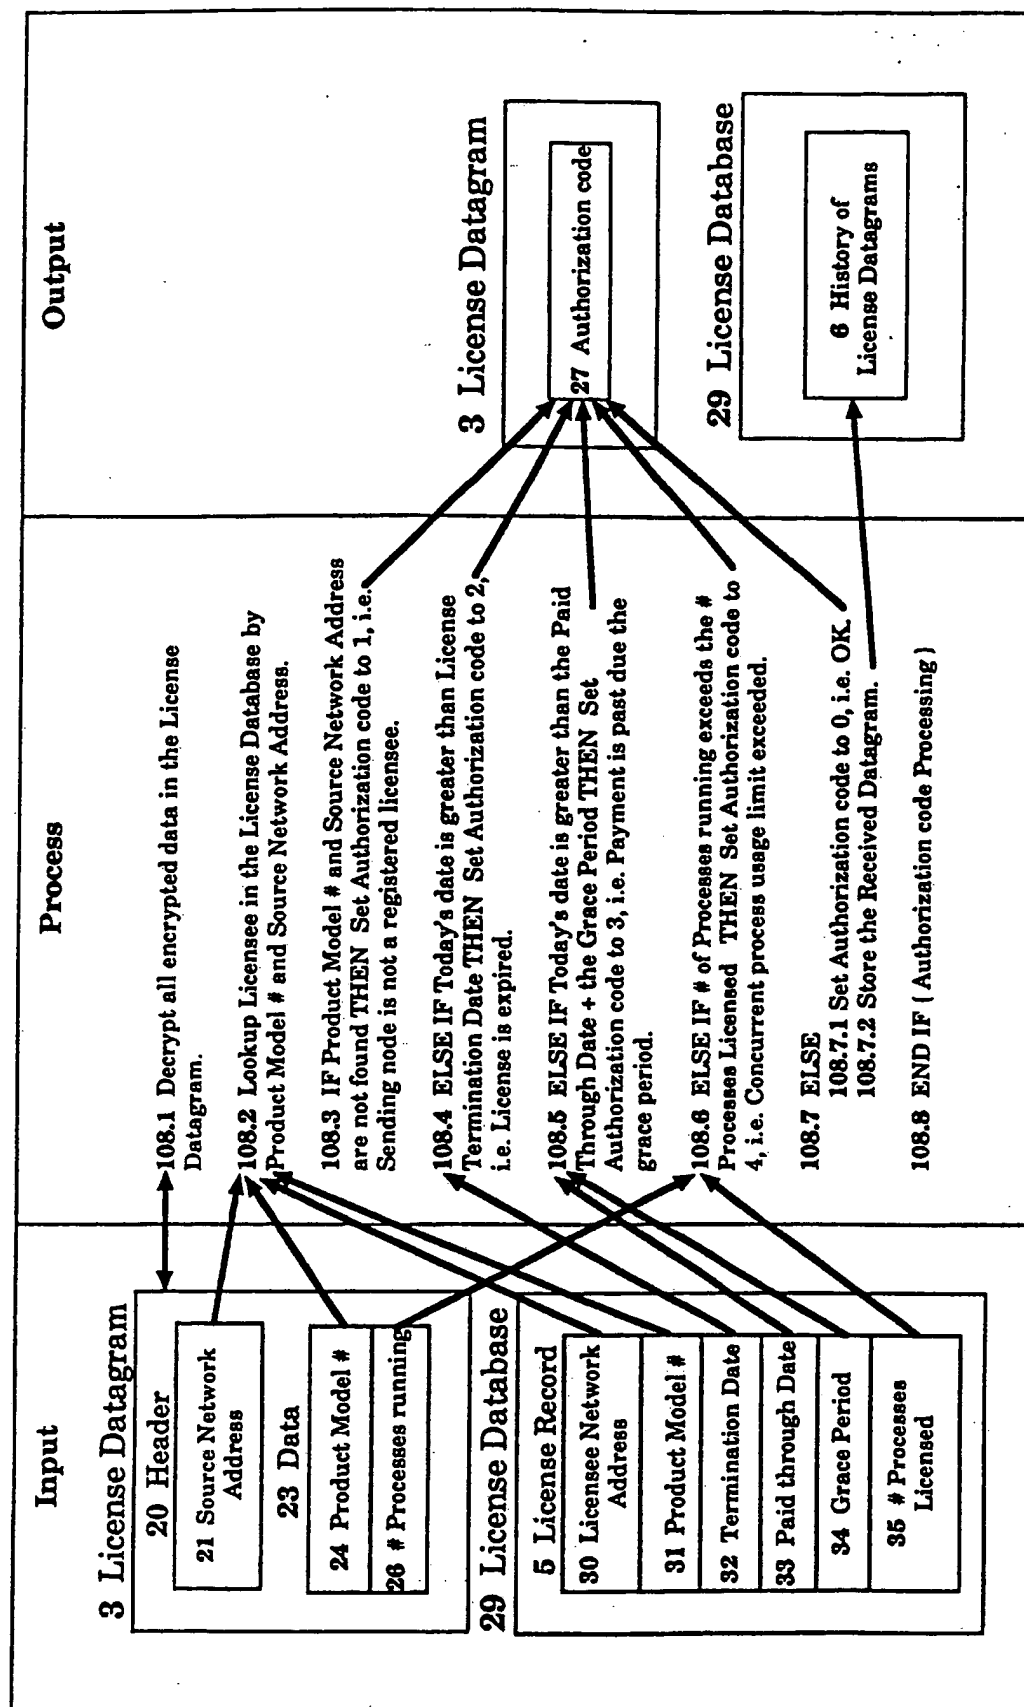 Input
Process
Output
3 License Datagram
20 Header
21 Source Network
Address
23 Data
24 Product Model #
26 # Processes running
29 License Database
5 License Record
30 Licensee Network
Address
31 Product Model #
32 Termination Date
33 Paid through Date
34 Grace Period
35 # Processes
Licensed
108.1 Decrypt all encrypted data in the License
Datagram.
108.2 Lookup Licensee in the License Database by
Product Model # and Source Network Address.
108.3 IF Product Model # and Source Network Address
are not found THEN Set Authorization code to 1, i.e.
Sending node is not a registered licensee.
108.4 ELSE IF Today's date is greater than License
Termination Date THEN Set Authorization code to 2,
i.e. License is expired.
108.5 ELSE IF Today's date is greater than the Paid
Through Date + the Grace Period THEN Set
Authorization code to 3, i.e. Payment is past due the
grace period.
108.6 ELSE IF # of Processes running exceeds the #
Processes Licensed THEN Set Authorization code to
4, i.e. Concurrent process usage limit exceeded.
108.7 ELSE
108.7.1 Set Authorization code to 0, i.e. OK.
108.7.2 Store the Received Datagram.
108.8 END IF { Authorization code Processing }
3 License Datagram
27 Authorization code
29 License Database
6 History of
License Datagrams